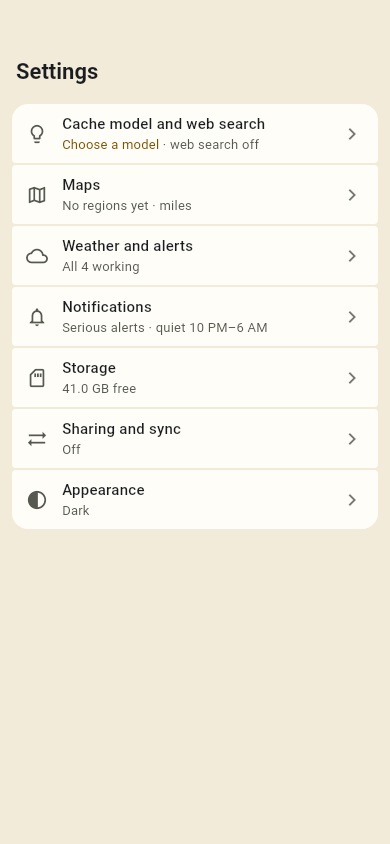 Settings
Cache model and web search
Choose a model · web search off
Maps
No regions yet · miles
Weather and alerts
All 4 working
Notifications
Serious alerts · quiet 10 PM–6 AM
Storage
41.0 GB free
Sharing and sync
Off
Appearance
Dark